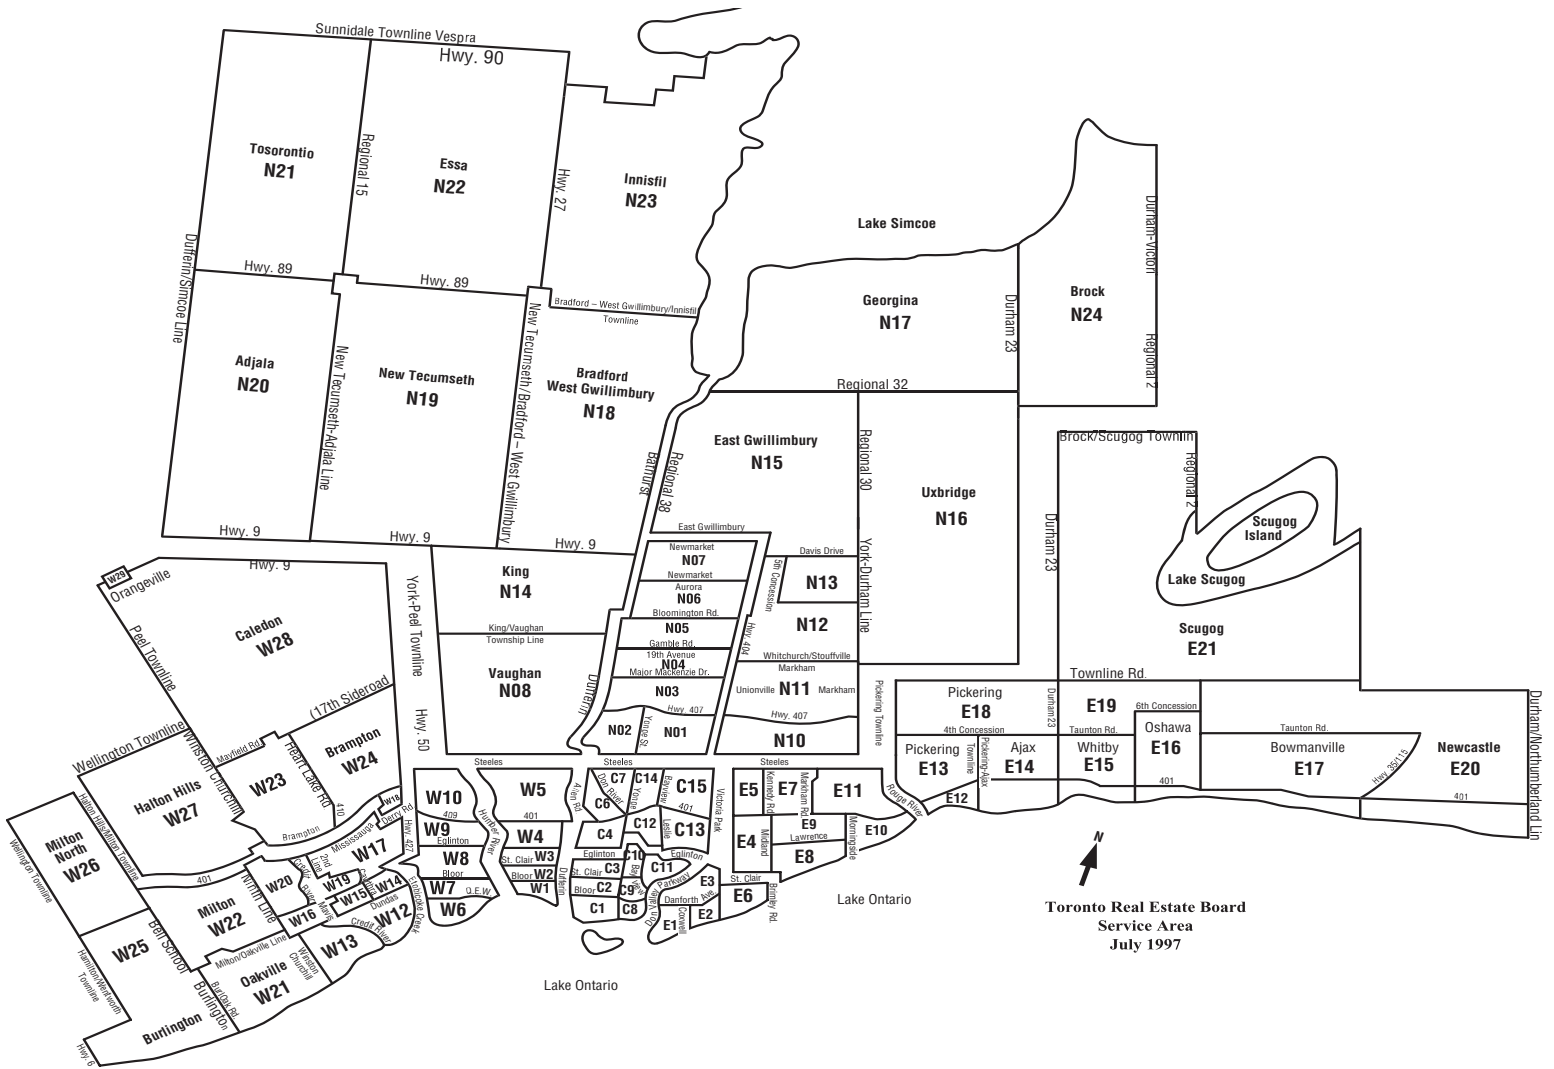 Sunnidale Townline Vespra
Hwy. 90
Tosorontio
N21
Regional 15
Essa
N22
Hwy. 27
Innisfil
N23
Dufferin/Simcoe Line
Hwy. 89
Hwy. 89
Bradford – West Gwillimbury/Innisfil
Townline
Adjala
N20
New Tecumseth-Adjala Line
New Tecumseth
N19
New Tecumseth/Bradford – West Gwillimbury
Bradford
West Gwillimbury
N18
Hwy. 9
Hwy. 9
Hwy. 9
Lake Simcoe
Georgina
N17
Durham 23
Brock
N24
Durham-Victori
Regional 2
Regional 32
Bathurst
Regional 38
East Gwillimbury
N15
Regional 30
Uxbridge
N16
York-Durham Line
Brock/Scugog Townlin
Regional 2
Durham 23
Scugog
Island
Lake Scugog
Scugog
E21
Townline Rd.
W29
Orangeville
Hwy. 9
Peel Townline
Caledon
W28
York-Peel Townline
Hwy. 50
King
N14
King/Vaughan
Township Line
Vaughan
N08
Dufferin
East Gwillimbury
Newmarket
N07
Newmarket
Aurora
N06
Bloomington Rd.
N05
Gamble Rd.
19th Avenue
N04
Major Mackenzie Dr.
N03
Hwy. 407
N02
Yonge St.
N01
Hwy. 404
Davis Drive
5th Concession
N13
N12
Whitchurch/Stouffville
Markham
Unionville
N11
Markham
Hwy. 407
N10
Pickering Townline
Pickering
E18
4th Concession
Durham 23
E19
Taunton Rd.
6th Concession
Oshawa
E16
Pickering
E13
Townline
Pickering-Ajax
Ajax
E14
Whitby
E15
401
E12
Taunton Rd.
Bowmanville
E17
Hwy. 35/115
Newcastle
E20
401
Durham/Northumberland Lin
Wellington Townline
Winston Churchill
(17th Sideroad
Mayfield Rd.
Heart Lake Rd
Brampton
W24
W23
410
Halton Hills
W27
Halton Hills/Milton Townline
Milton
North
W26
Wellington Townline
401
Brampton
Mississauga
W18
Derry Rd.
W17
Hwy. 427
2nd
Line
Credit
River
W20
W19
Ninth Line
Milton
W22
Creditview
W15
W14
Dundas
W16
Mavis
W12
Credit River
W13
Etobicoke Creek
W25
Bell School
Hamilton/Wentworth
Townline
Milton/Oakville Line
Winston
Churchill
Oakville
W21
Burl/Oak Rd.
Burlington
Burlington
Hwy. 6
Steeles
Steeles
Steeles
W10
409
W9
Eglinton
W8
Bloor
W7
Q.E.W.
W6
Humber River
W5
401
W4
St. Clair
W3
Bloor
W2
W1
Allen Rd
Dufferin
C7
Don River
C6
C14
Yonge
Bayview
C15
401
C4
C12
Leslie
C13
Victoria Park
Eglinton
C10
Eglinton
St. Clair
C3
Bay
view
C11
Bloor
C2
C9
C1
C8
Don Valley Parkway
E3
Danforth Ave.
E1
Coxwell
E2
Steeles
E5
Kennedy Rd
E7
Markham Rd.
E11
Rouge River
E9
Lawrence
Morningside
E10
E4
Midland
E8
St. Clair
E6
Brimley Rd.
Lake Ontario
Lake Ontario
N
Toronto Real Estate Board
Service Area
July 1997